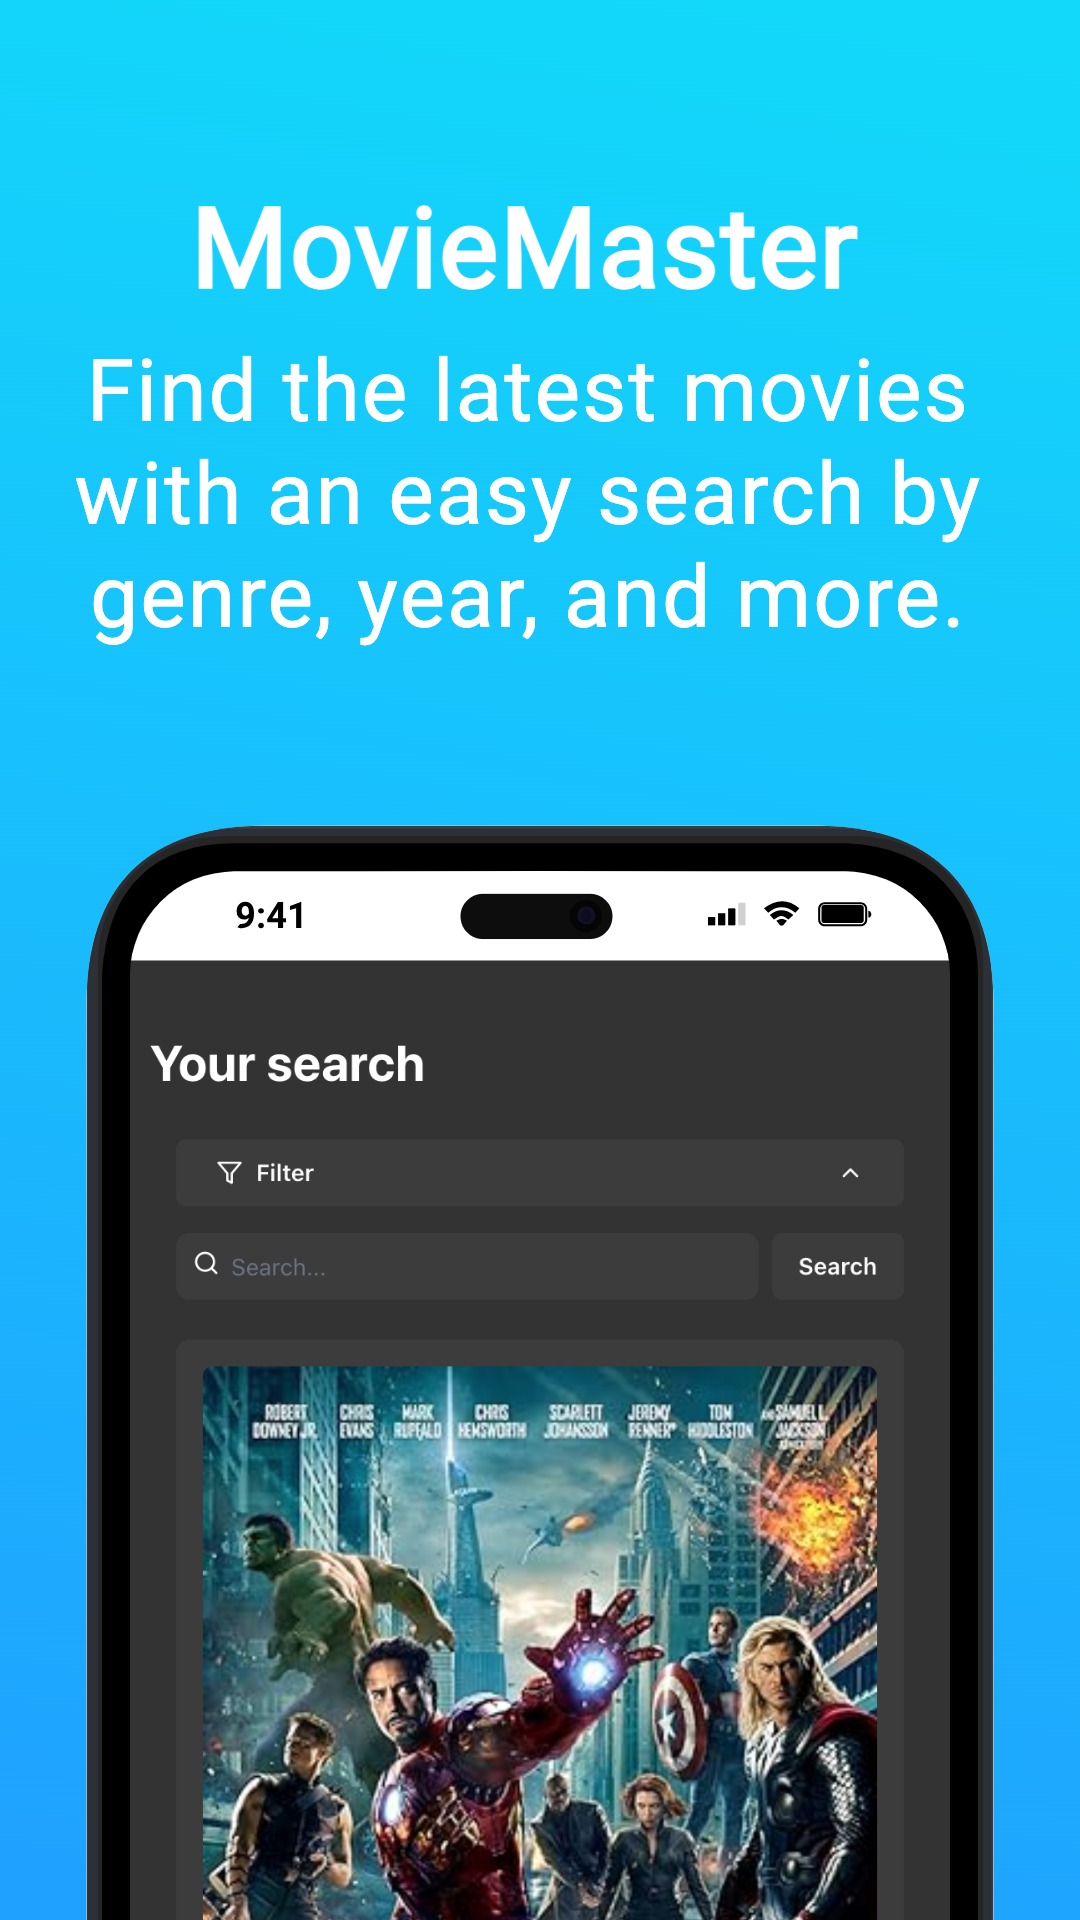 MovieMaster
Find the latest movies
with an easy search by
genre, year, and more.
9:41
Your search
Filter
Search...
Search
ROBERT DOWNEY JR.
CHRIS EVANS
MARK RUFFALO
CHRIS HEMSWORTH
SCARLETT JOHANSSON
JEREMY RENNER
TOM HIDDLESTON
AND SAMUEL L. JACKSON